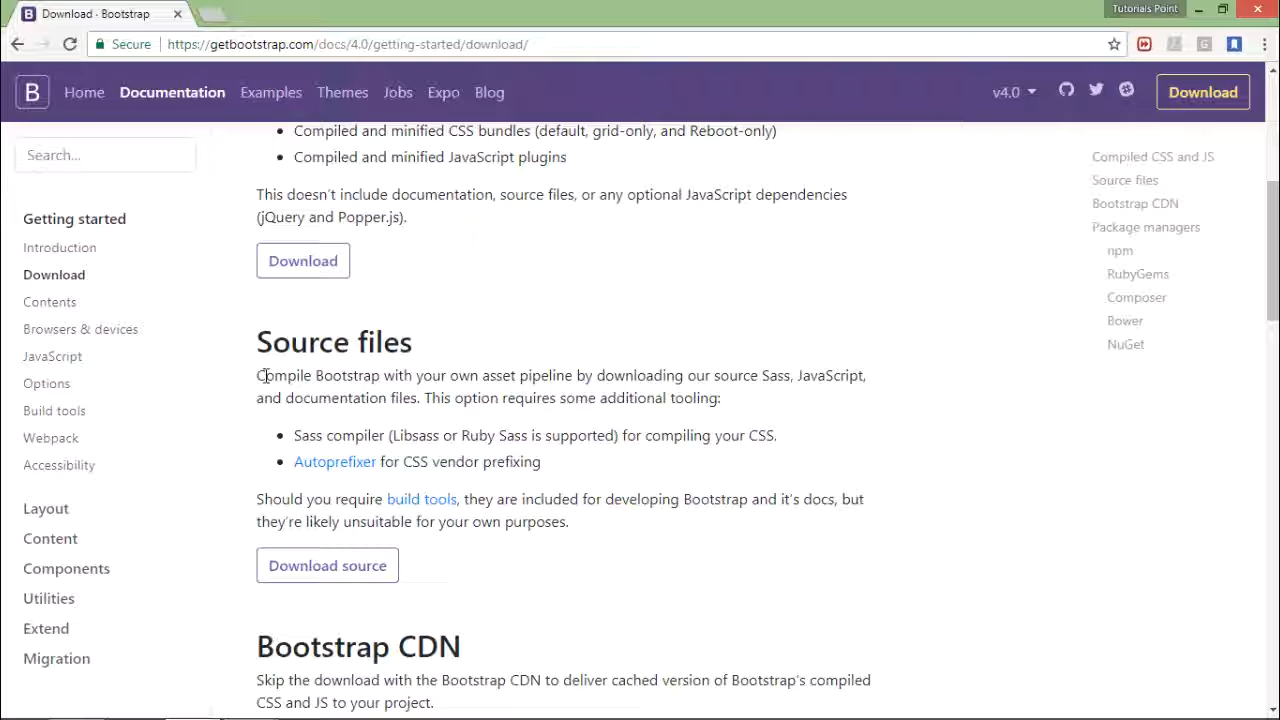 Download · Bootstrap
Tutorials Point
Secure https://getbootstrap.com/docs/4.0/getting-started/download/
B Home Documentation Examples Themes Jobs Expo Blog v4.0 Download
Search...
Getting started
Introduction
Download
Contents
Browsers & devices
JavaScript
Options
Build tools
Webpack
Accessibility
Layout
Content
Components
Utilities
Extend
Migration
Compiled and minified CSS bundles (default, grid-only, and Reboot-only)
Compiled and minified JavaScript plugins
This doesn't include documentation, source files, or any optional JavaScript dependencies
(jQuery and Popper.js).
Download
Source files
Compile Bootstrap with your own asset pipeline by downloading our source Sass, JavaScript,
and documentation files. This option requires some additional tooling:
Sass compiler (Libsass or Ruby Sass is supported) for compiling your CSS.
Autoprefixer for CSS vendor prefixing
Should you require build tools, they are included for developing Bootstrap and it's docs, but
they're likely unsuitable for your own purposes.
Download source
Bootstrap CDN
Skip the download with the Bootstrap CDN to deliver cached version of Bootstrap's compiled
CSS and JS to your project.
Compiled CSS and JS
Source files
Bootstrap CDN
Package managers
npm
RubyGems
Composer
Bower
NuGet